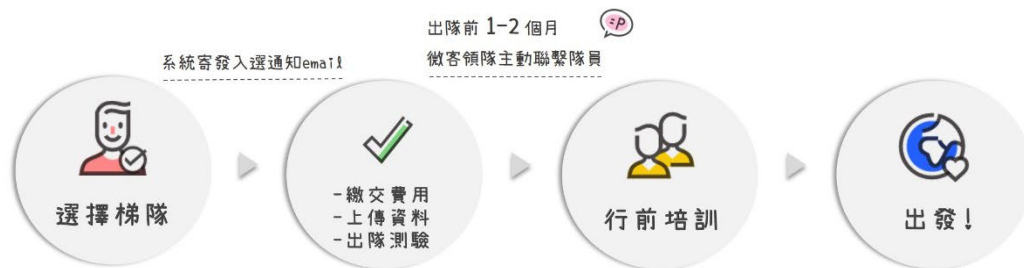 出隊前 1-2 個月
:P
微客領隊主動聯繫隊員
系統寄發入選通知email
選擇梯隊
-繳交費用
-上傳資料
-出隊測驗
行前培訓
出發!